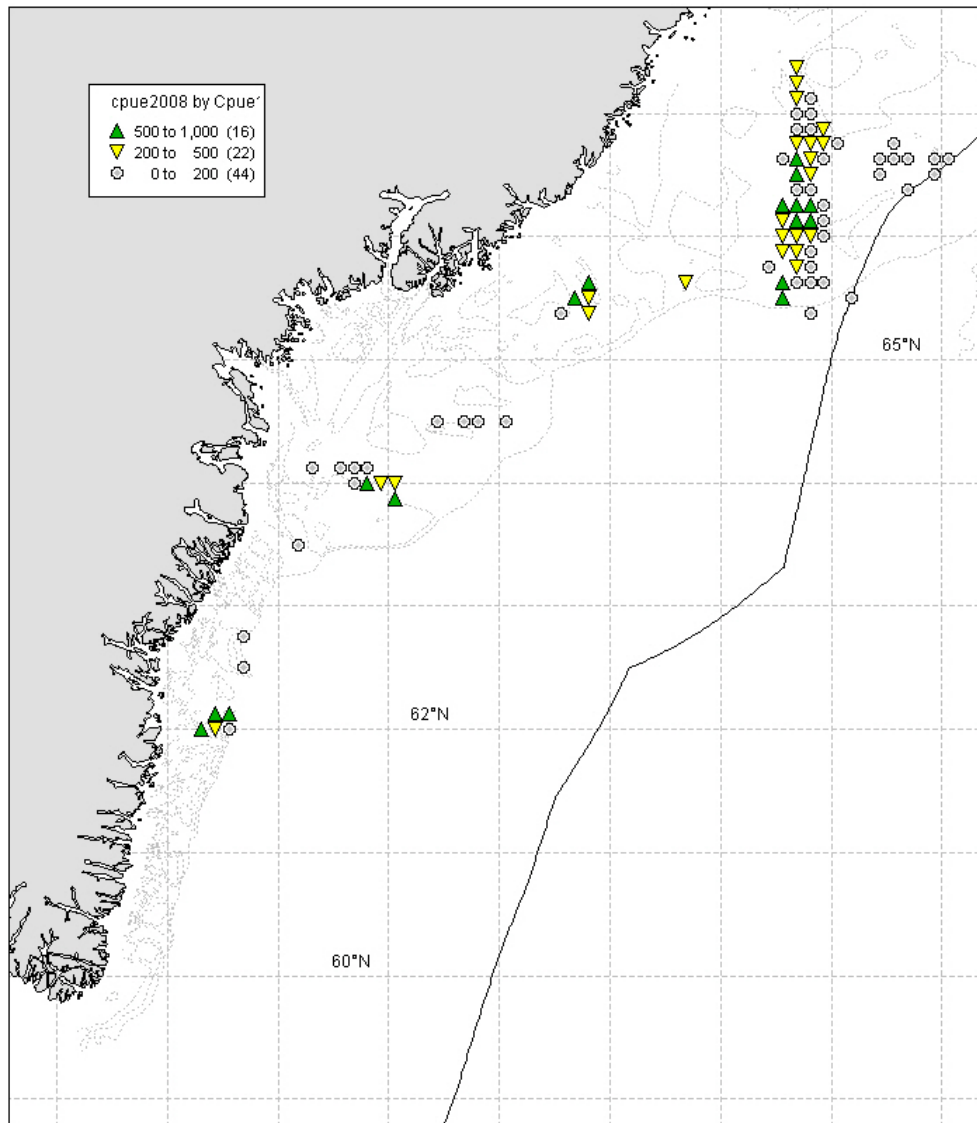 cpue2008 by Cpue'
500 to 1,000 (16)
200 to 500 (22)
0 to 200 (44)
65°N
62°N
60°N